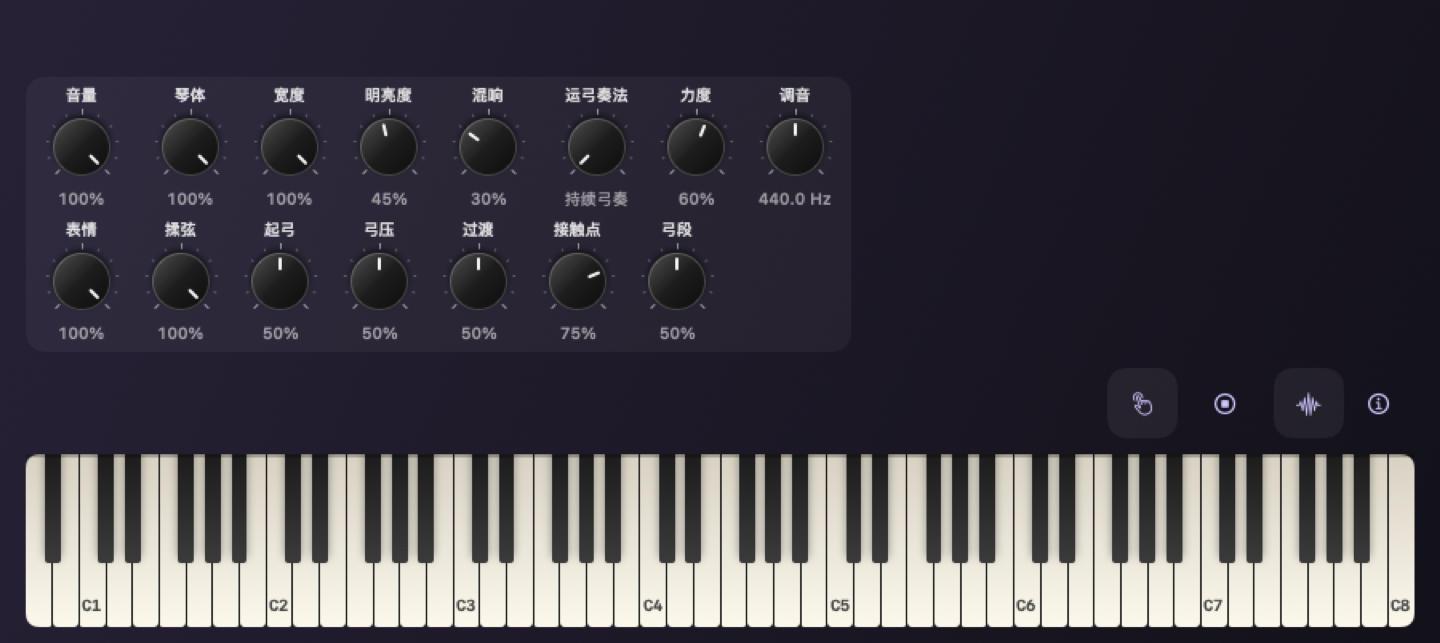 音量 琴体 宽度 明亮度 混响 运弓奏法 力度 调音
100% 100% 100% 45% 30% 持续弓奏 60% 440.0 Hz
表情 揉弦 起弓 弓压 过渡 接触点 弓段
100% 100% 50% 50% 50% 75% 50%
C1 C2 C3 C4 C5 C6 C7 C8